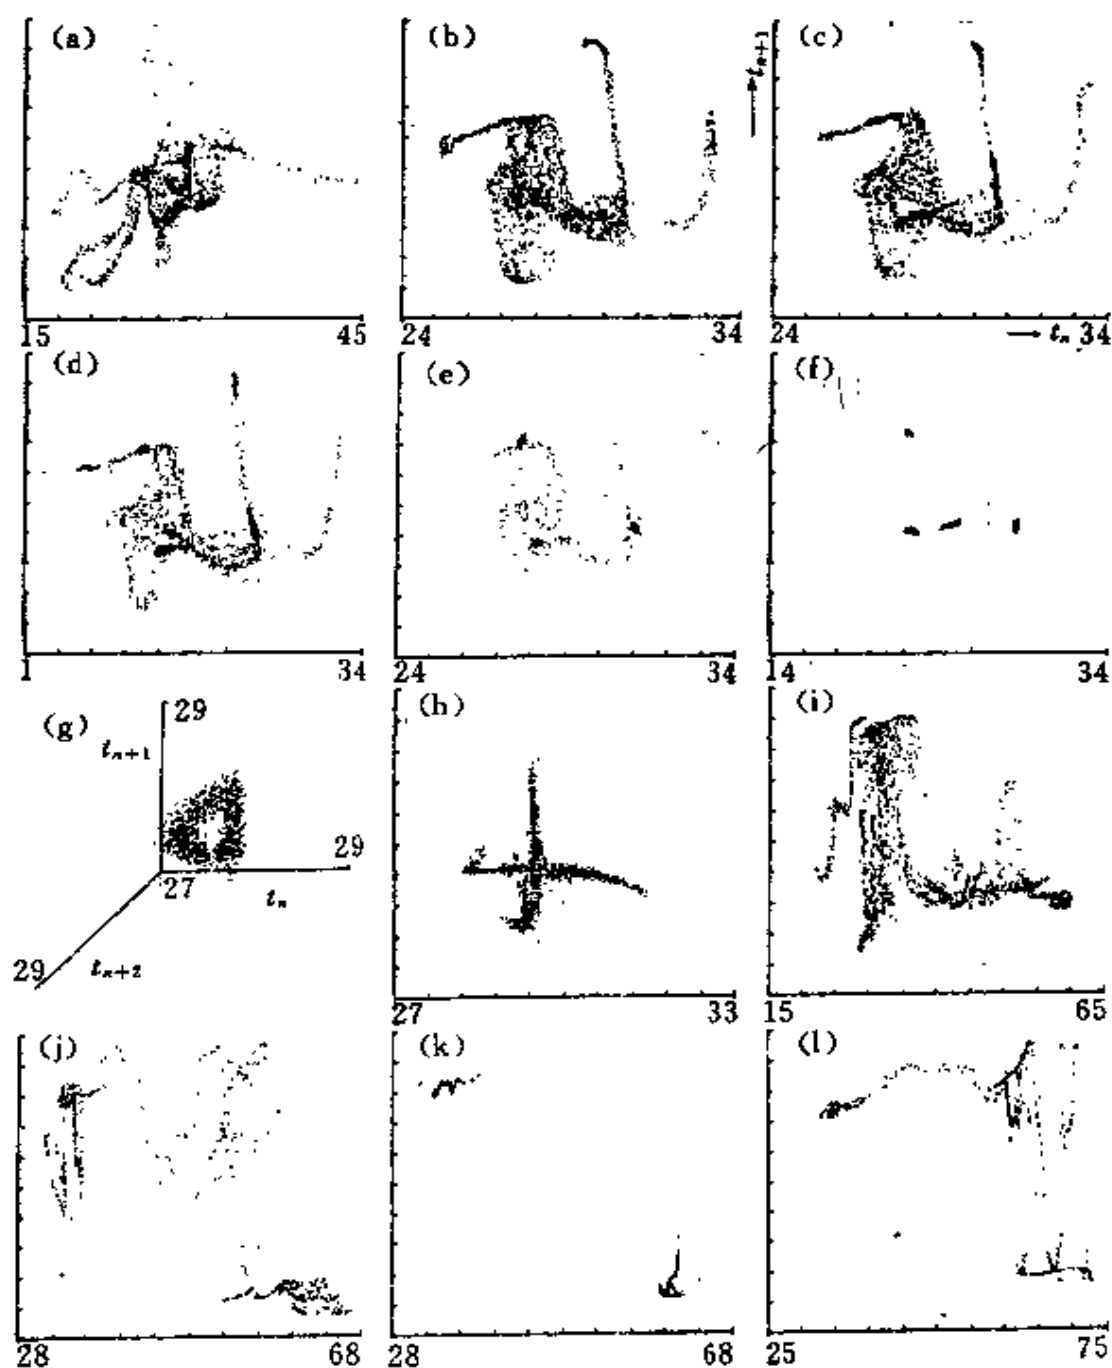 (a)
(b)
(c)
t_{n+1}
15 45
24 34
24 → t_n 34
(d)
(e)
(f)
1 34
24 34
14 34
(g)
29
t_{n+1}
29
27
t_n
29
t_{n+2}
(h)
(i)
27 33
15 65
(j)
(k)
(l)
28 68
28 68
25 75